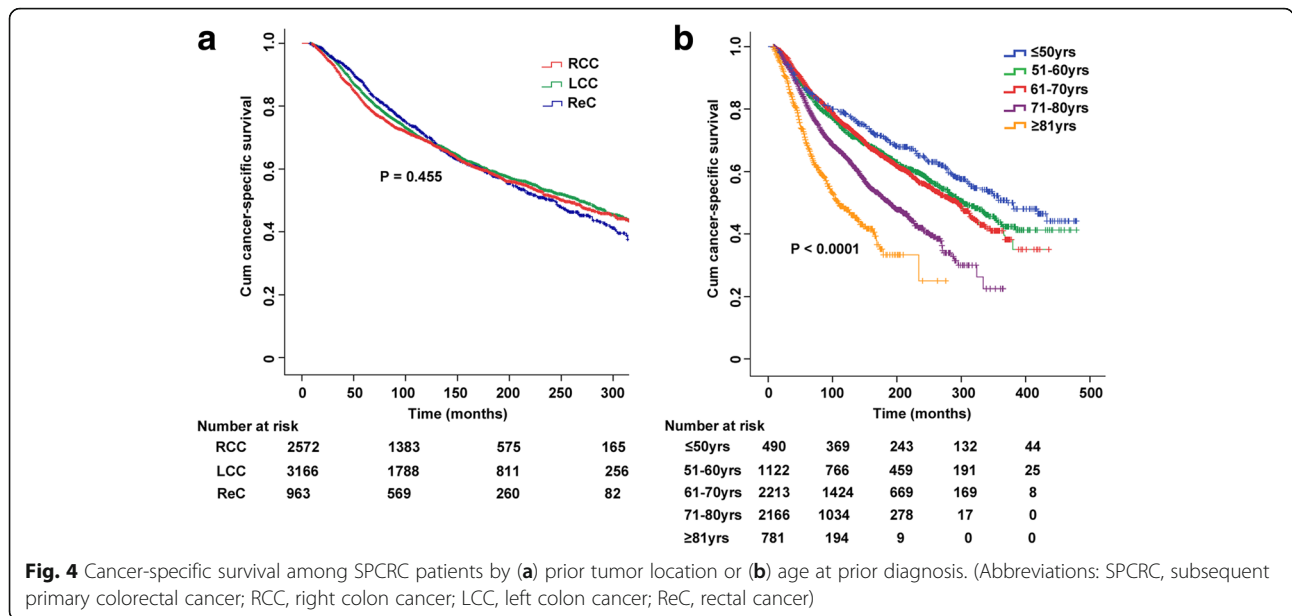 a
1.0
0.8
0.6
0.4
0.2
0
Cum cancer-specific survival
RCC
LCC
ReC
P = 0.455
0 50 100 150 200 250 300
Time (months)
Number at risk
RCC 2572 1383 575 165
LCC 3166 1788 811 256
ReC 963 569 260 82
b
1.0
0.8
0.6
0.4
0.2
0
Cum cancer-specific survival
≤50yrs
51-60yrs
61-70yrs
71-80yrs
≥81yrs
P < 0.0001
0 100 200 300 400 500
Time (months)
Number at risk
≤50yrs 490 369 243 132 44
51-60yrs 1122 766 459 191 25
61-70yrs 2213 1424 669 169 8
71-80yrs 2166 1034 278 17 0
≥81yrs 781 194 9 0 0
Fig. 4 Cancer-specific survival among SPCRC patients by (a) prior tumor location or (b) age at prior diagnosis. (Abbreviations: SPCRC, subsequent
primary colorectal cancer; RCC, right colon cancer; LCC, left colon cancer; ReC, rectal cancer)